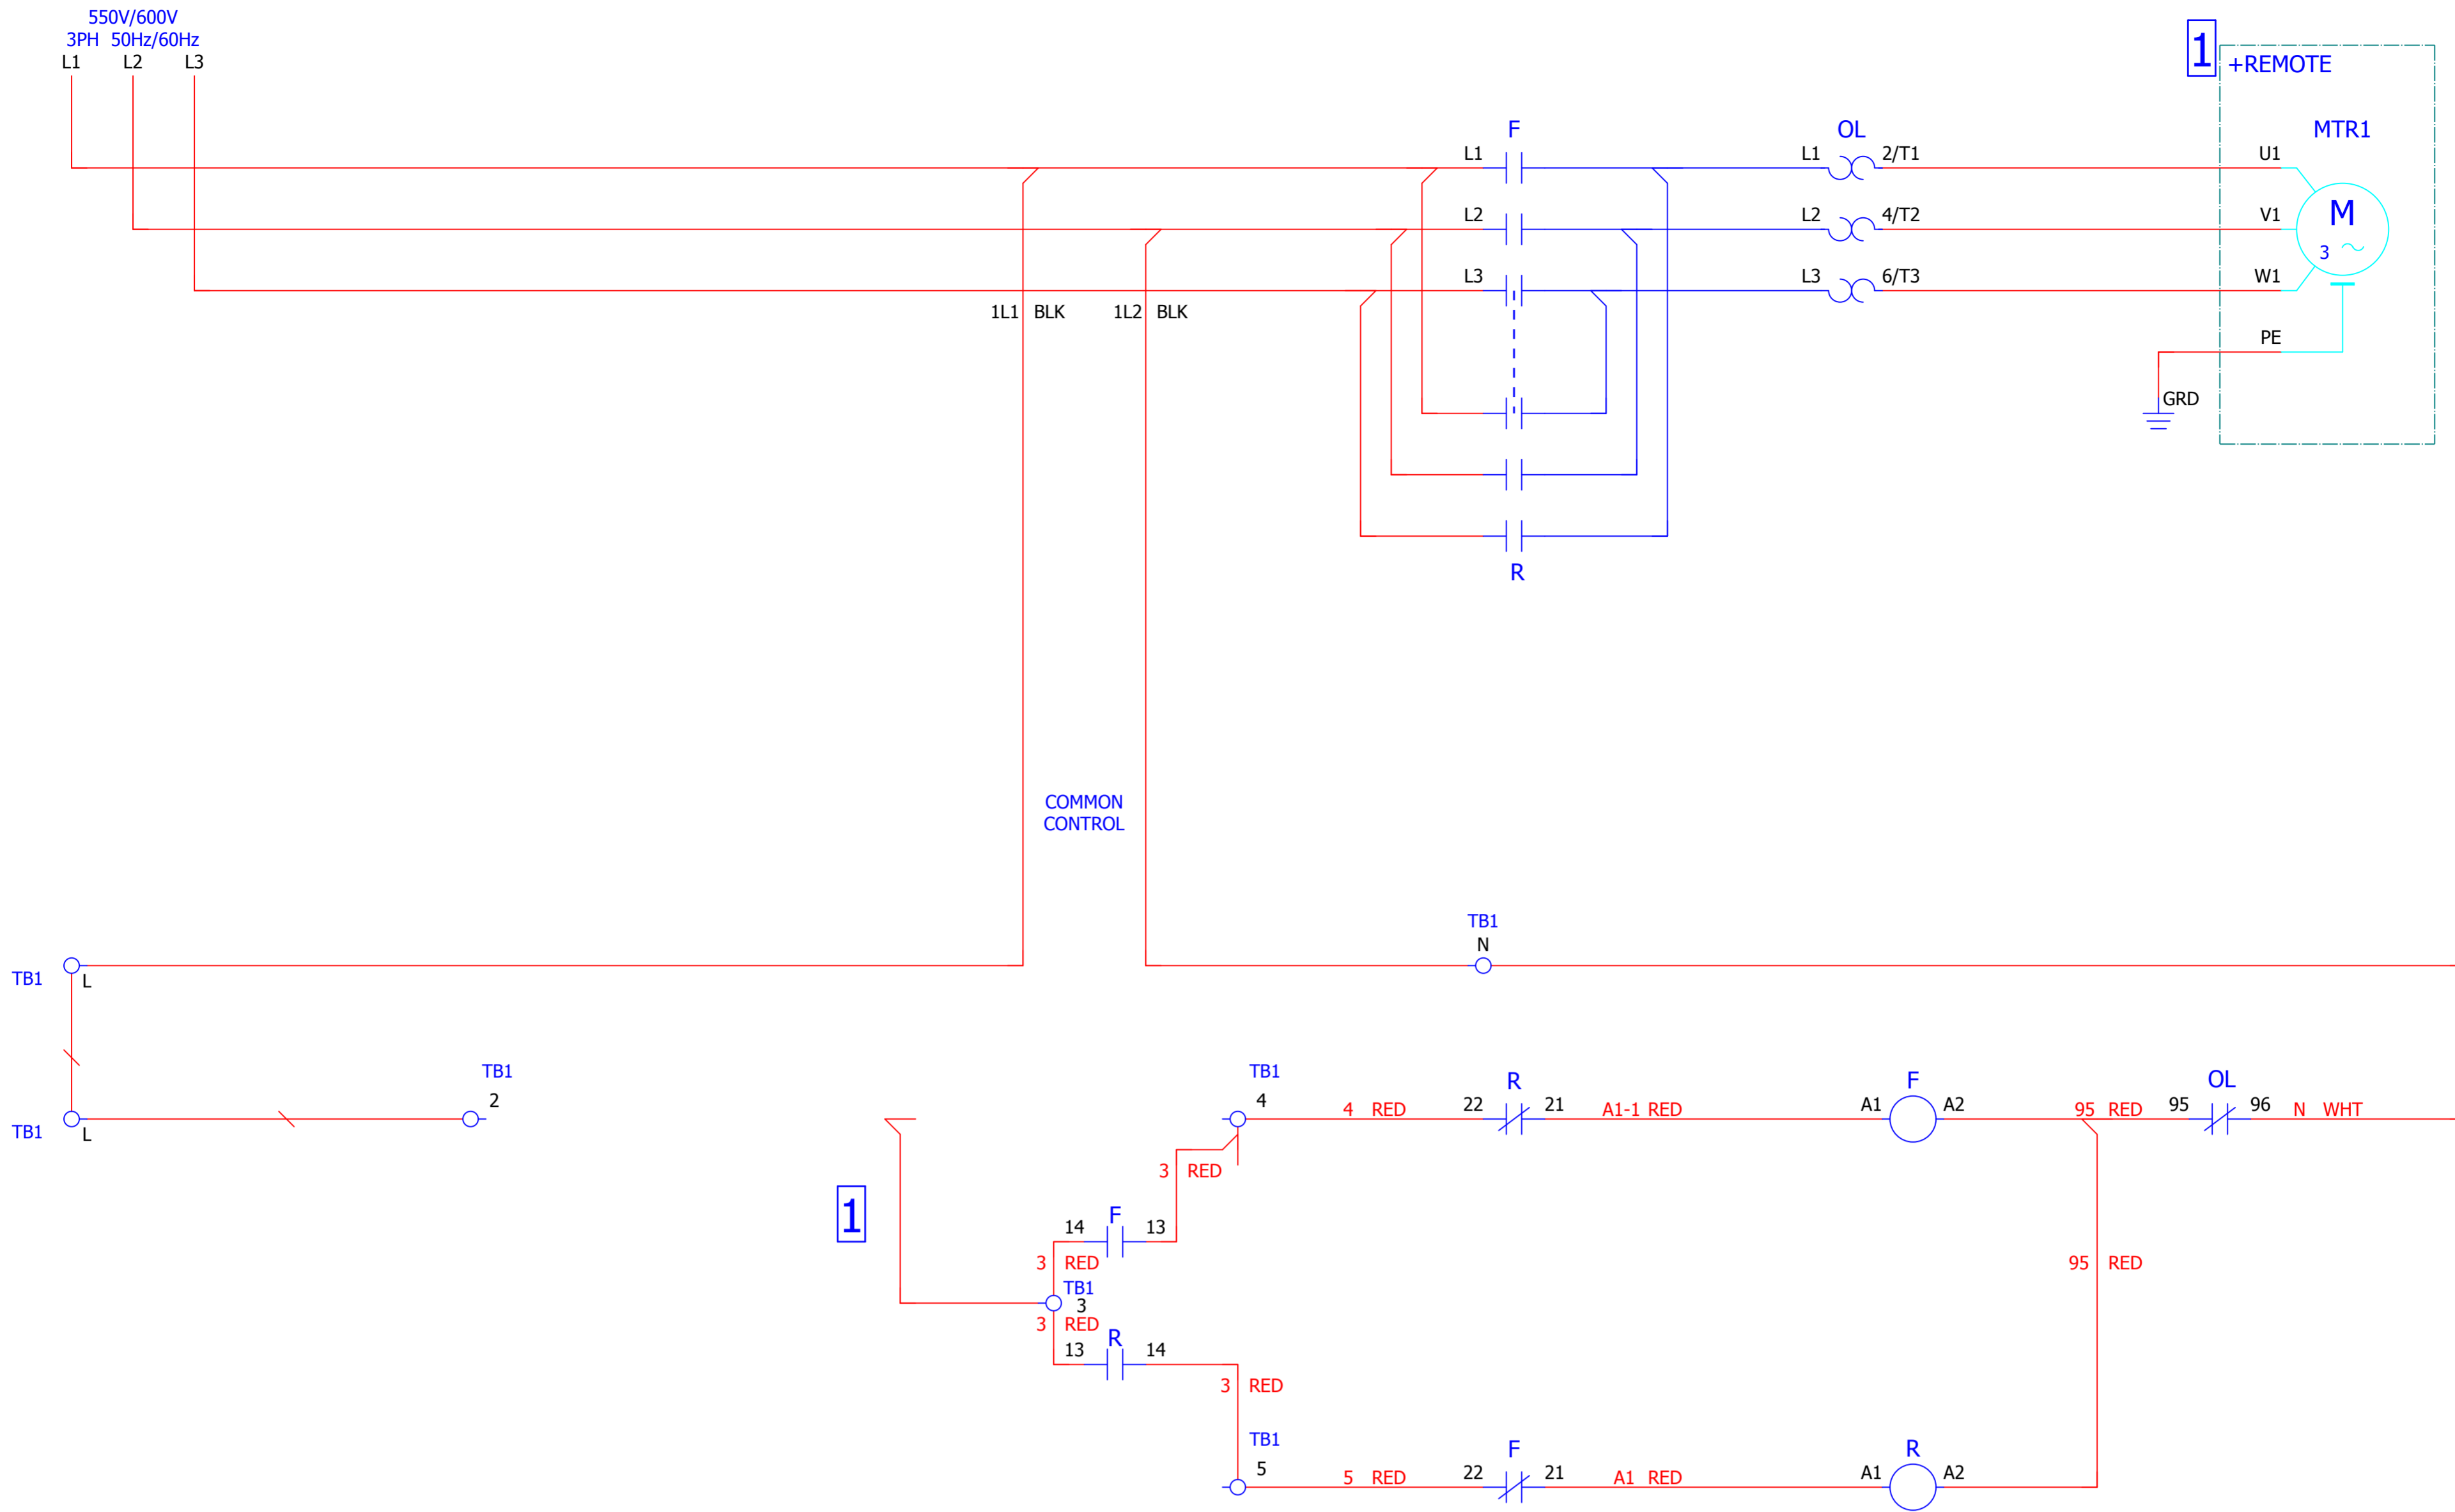 550V/600V
3PH 50Hz/60Hz
L1 L2 L3
1
+REMOTE
F OL MTR1
L1 L1 2/T1 U1
L2 L2 4/T2 V1
M
3
L3 L3 6/T3 W1
1L1 BLK 1L2 BLK
PE
GRD
R
COMMON
CONTROL
TB1
N
TB1 L
TB1
2
TB1
4
R F OL
4 RED 22 21 A1-1 RED A1 A2 95 RED 95 96 N WHT
TB1 L
3 RED
1
F
14 13
3 RED 95 RED
TB1
3
3 RED
R
13 14
3 RED
TB1
5
F R
5 RED 22 21 A1 RED A1 A2